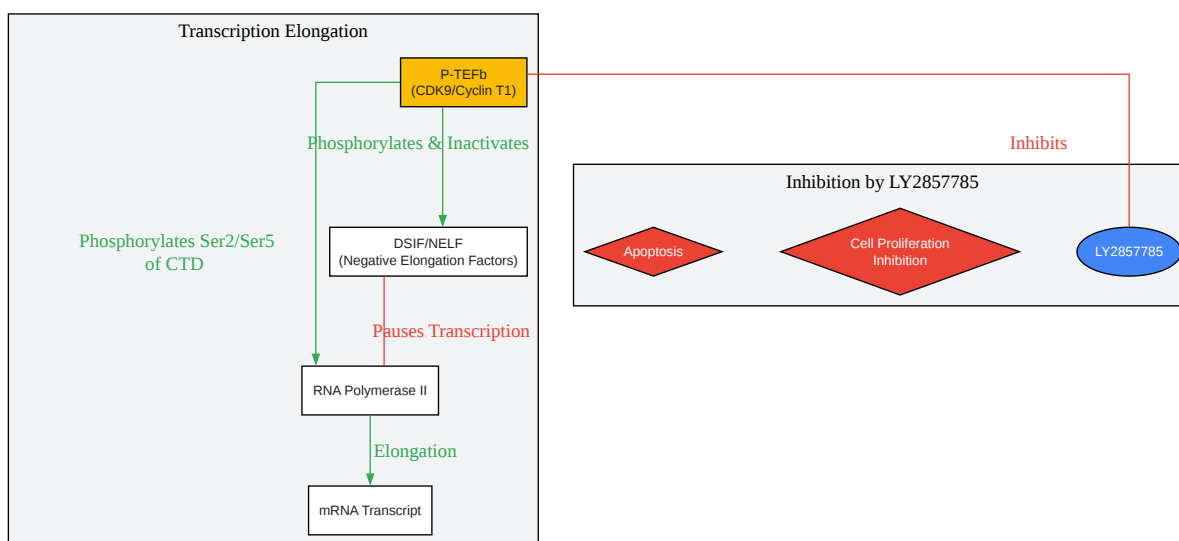 Transcription Elongation
P-TEFb
(CDK9/Cyclin T1)
Phosphorylates & Inactivates
Phosphorylates Ser2/Ser5
of CTD
DSIF/NELF
(Negative Elongation Factors)
Pauses Transcription
RNA Polymerase II
Elongation
mRNA Transcript
Inhibits
Inhibition by LY2857785
Apoptosis
Cell Proliferation
Inhibition
LY2857785